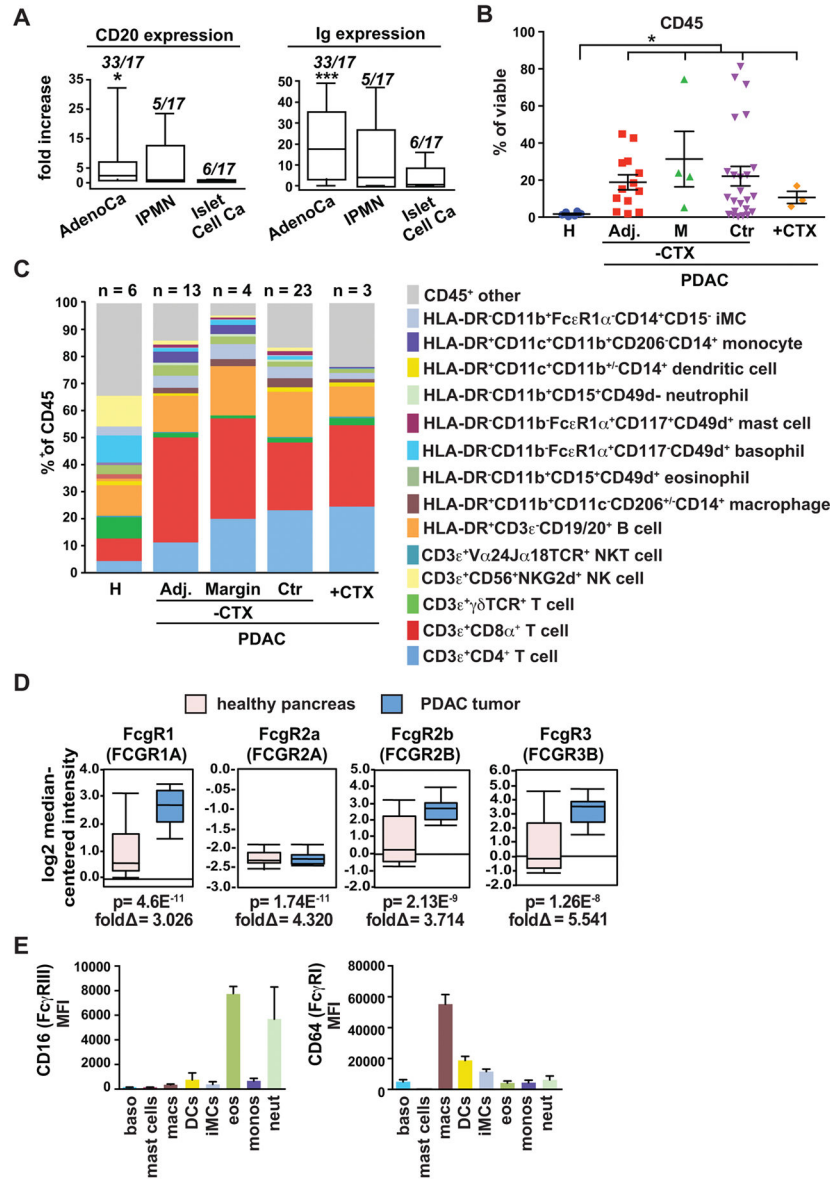 A
CD20 expression
Ig expression
fold increase
33/17
*
5/17
6/17
15
10
5
0
AdenoCa
IPMN
Islet
Cell Ca
33/17
***
5/17
6/17
50
40
30
20
10
0
AdenoCa
IPMN
Islet
Cell Ca
B
CD45
*
% of viable
100
80
60
40
20
0
H
Adj.
M
Ctr
+CTX
-CTX
PDAC
C
n = 6
n = 13
n = 4
n = 23
n = 3
% of CD45+
100
90
80
70
60
50
40
30
20
10
0
H
Adj.
Margin
Ctr
+CTX
-CTX
PDAC
CD45+ other
HLA-DR-CD11b+FcεR1α-CD14+CD15- iMC
HLA-DR+CD11c+CD11b+CD206-CD14+ monocyte
HLA-DR+CD11c+CD11b+/-CD14+ dendritic cell
HLA-DR-CD11b+CD15+CD49d- neutrophil
HLA-DR-CD11b-FcεR1α+CD117+CD49d+ mast cell
HLA-DR-CD11b-FcεR1α+CD117-CD49d+ basophil
HLA-DR-CD11b+CD15+CD49d+ eosinophil
HLA-DR+CD11b+CD11c-CD206+/-CD14+ macrophage
HLA-DR+CD3ε-CD19/20+ B cell
CD3ε+Vα24Jα18TCR+ NKT cell
CD3ε+CD56+NKG2d+ NK cell
CD3ε+γδTCR+ T cell
CD3ε+CD8α+ T cell
CD3ε+CD4+ T cell
D
healthy pancreas
PDAC tumor
log2 median-
centered intensity
FcgR1
(FCGR1A)
4.0
3.0
2.0
1.0
0.0
p= 4.6E-11
foldΔ= 3.026
FcgR2a
(FCGR2A)
0.0
-0.5
-1.0
-1.5
-2.0
-2.5
-3.0
p= 1.74E-11
foldΔ= 4.320
FcgR2b
(FCGR2B)
5.0
4.0
3.0
2.0
1.0
0.0
-1.0
-2.0
p= 2.13E-9
foldΔ= 3.714
FcgR3
(FCGR3B)
6.0
5.0
4.0
3.0
2.0
1.0
0.0
-1.0
-2.0
p= 1.26E-8
foldΔ= 5.541
E
CD16 (FcγRIII)
MFI
10000
8000
6000
4000
2000
0
baso
mast cells
macs
DCs
iMCs
eos
monos
neut
CD64 (FcγRI)
MFI
80000
60000
40000
20000
0
baso
mast cells
macs
DCs
iMCs
eos
monos
neut